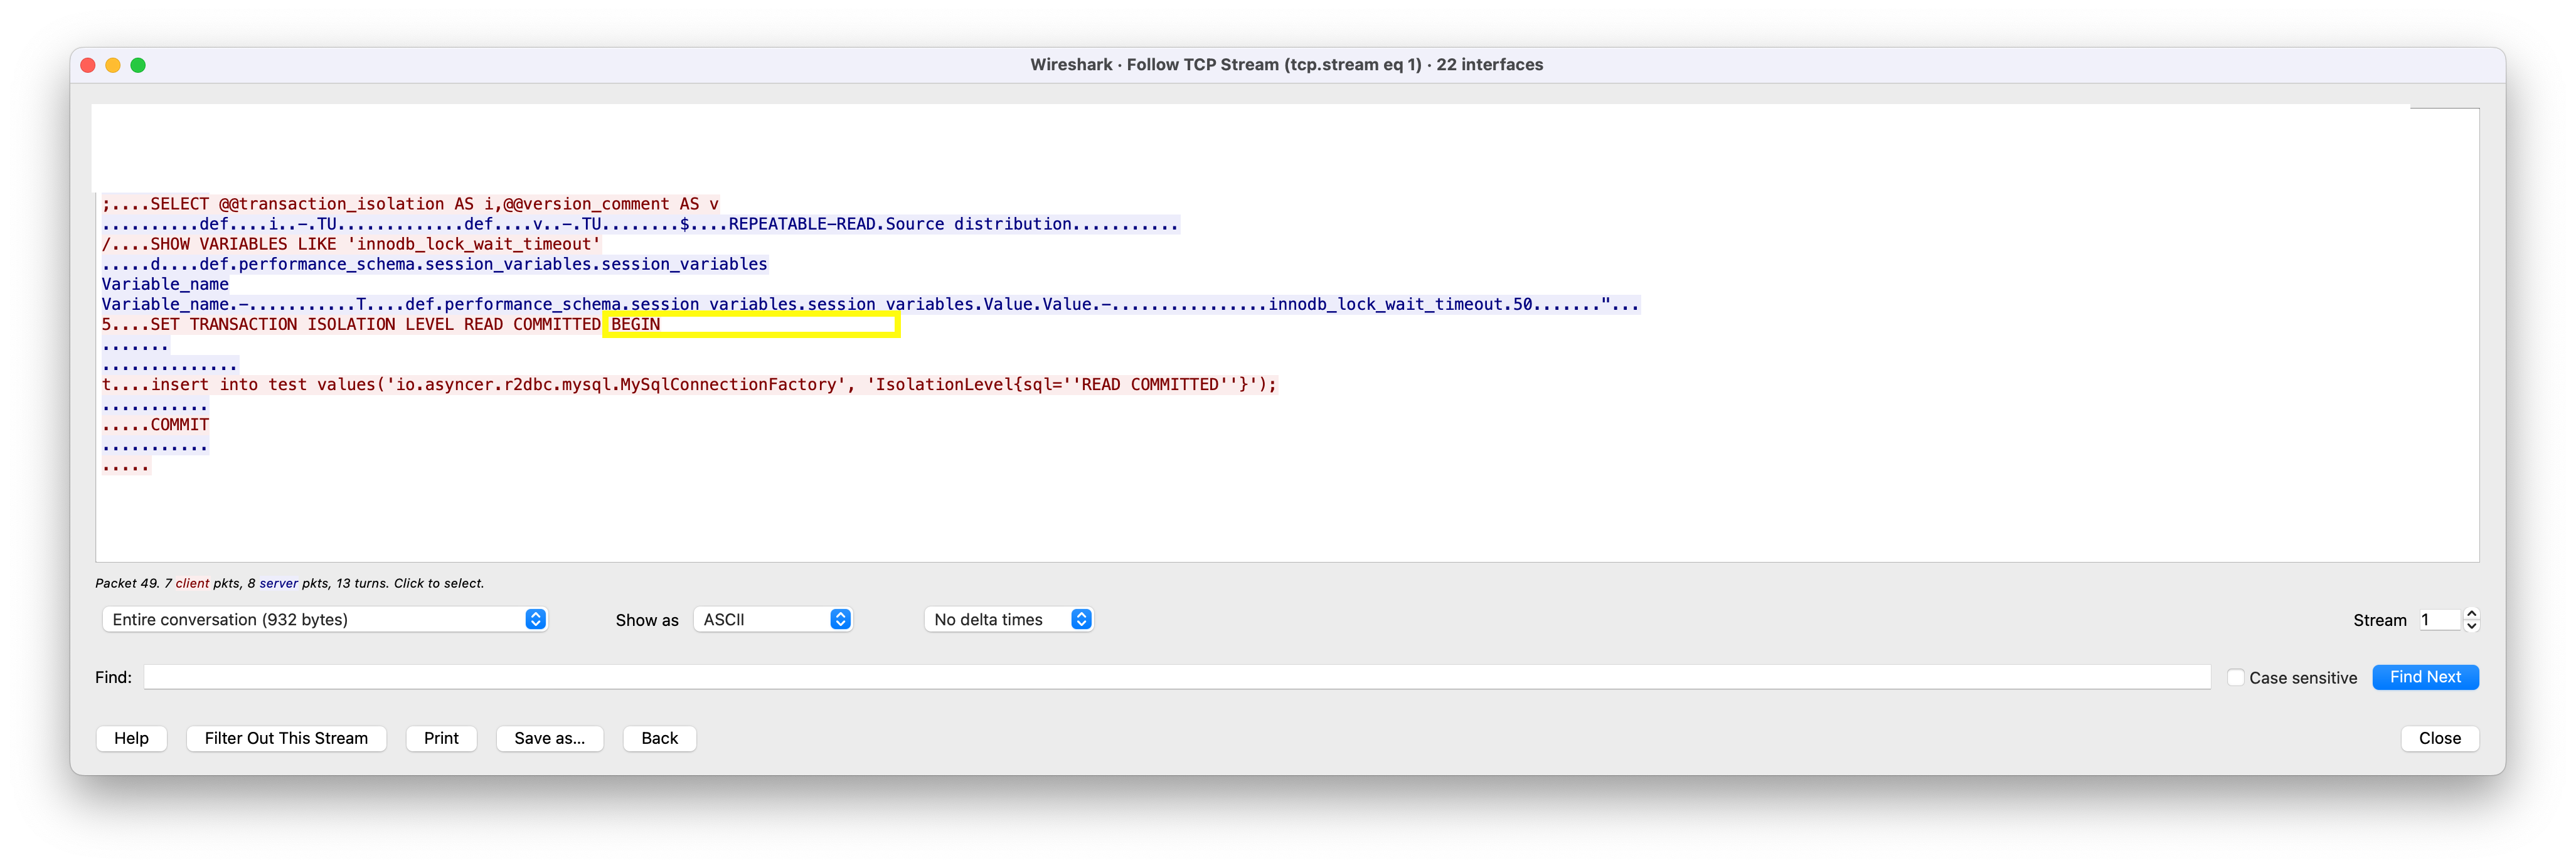 Wireshark · Follow TCP Stream (tcp.stream eq 1) · 22 interfaces
;....SELECT @@transaction_isolation AS i,@@version_comment AS v
..........def....i..-.TU.............def....v..-.TU........$....REPEATABLE-READ.Source distribution...........
/....SHOW VARIABLES LIKE 'innodb_lock_wait_timeout'
.....d....def.performance_schema.session_variables.session_variables
Variable_name
Variable_name.-...........T....def.performance_schema.session_variables.session_variables.Value.Value.-................innodb_lock_wait_timeout.50......."...
5....SET TRANSACTION ISOLATION LEVEL READ COMMITTED BEGIN
.......
..............
t....insert into test values('io.asyncer.r2dbc.mysql.MySqlConnectionFactory', 'IsolationLevel{sql=''READ COMMITTED''}');
...........
.....COMMIT
...........
.....
Packet 49. 7 client pkts, 8 server pkts, 13 turns. Click to select.
Entire conversation (932 bytes) Show as ASCII No delta times Stream 1
Find: Case sensitive Find Next
Help Filter Out This Stream Print Save as... Back Close